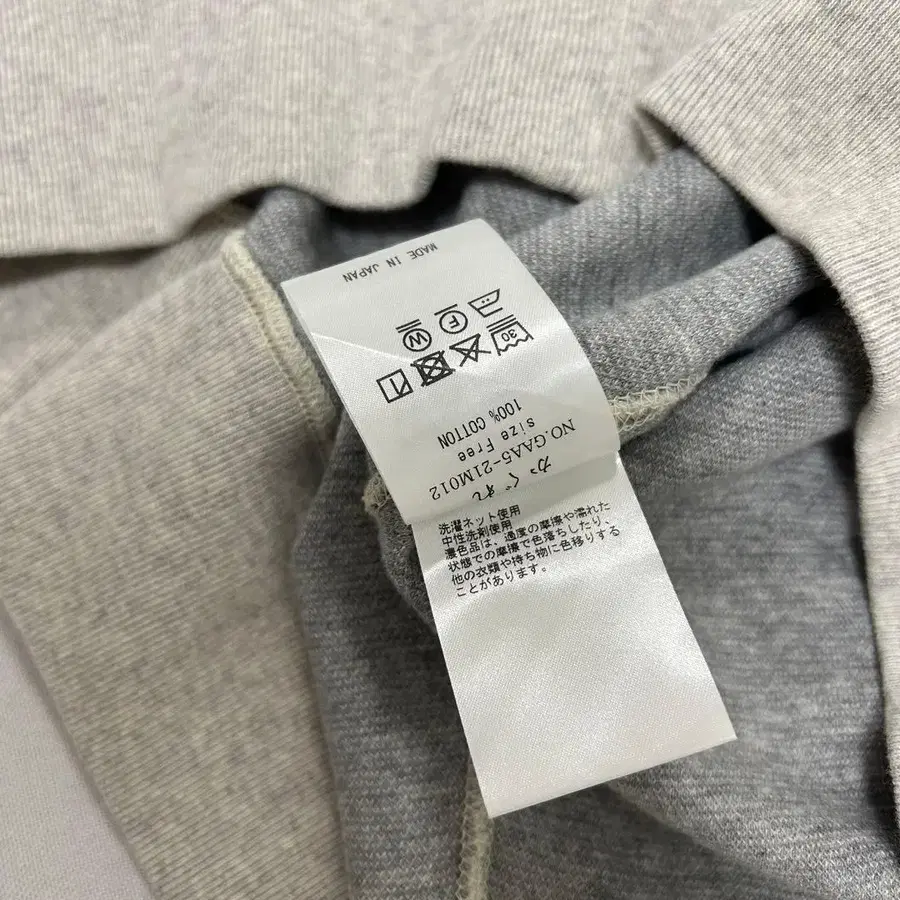 かぐれ
NO.GAA5-21M012
size Free
100% COTTON
30
F
W
MADE IN JAPAN
洗濯ネット使用
中性洗剤使用
濃色品は、過度の摩擦や濡れた
状態での摩擦で色落ちしたり、
他の衣類や持ち物に色移りする
ことがあります。